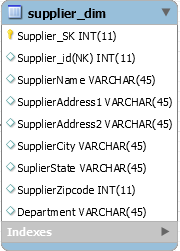 supplier_dim
Supplier_SK INT(11)
Supplier_id(NK) INT(11)
SupplierName VARCHAR(45)
SupplierAddress1 VARCHAR(45)
SupplierAddress2 VARCHAR(45)
SupplierCity VARCHAR(45)
SuplierState VARCHAR(45)
SupplierZipcode INT(11)
Department VARCHAR(45)
Indexes